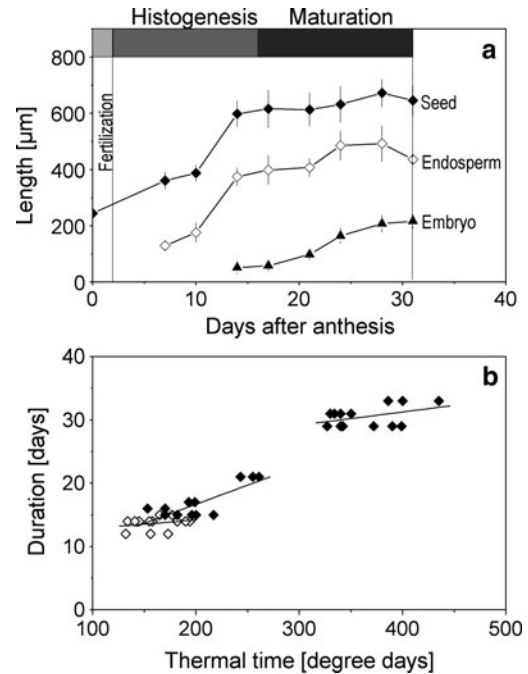 Histogenesis Maturation
a
800
600
400
200
0
Length [µm]
Fertilization
Seed
Endosperm
Embryo
0 10 20 30 40
Days after anthesis
b
40
30
20
10
0
Duration [days]
100 200 300 400 500
Thermal time [degree days]